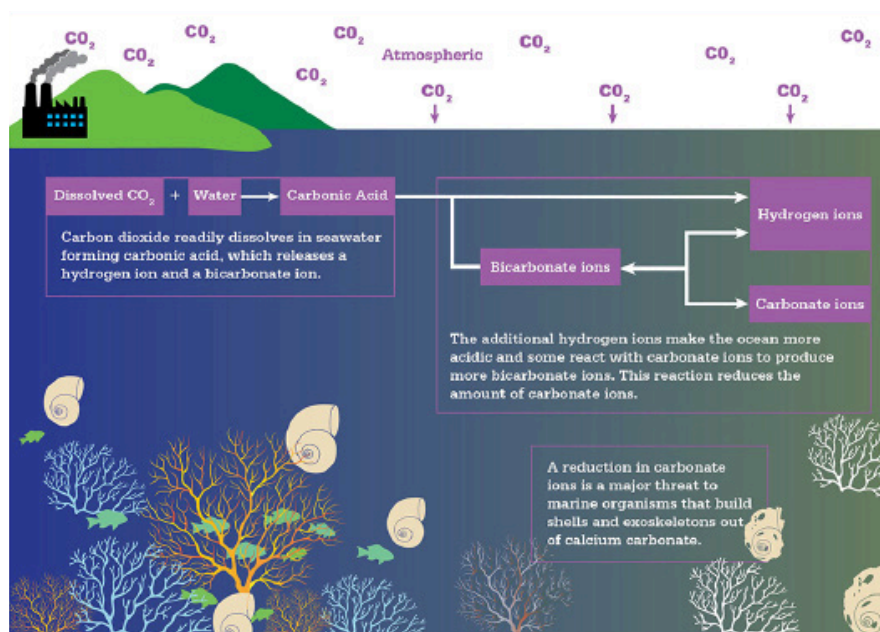 CO₂
CO₂
CO₂
CO₂
CO₂
Atmospheric
CO₂
CO₂
CO₂
CO₂
CO₂
CO₂
Dissolved CO₂ + Water
Carbonic Acid
Carbon dioxide readily dissolves in seawater
forming carbonic acid, which releases a
hydrogen ion and a bicarbonate ion.
Hydrogen ions
Bicarbonate ions
Carbonate ions
The additional hydrogen ions make the ocean more
acidic and some react with carbonate ions to produce
more bicarbonate ions. This reaction reduces the
amount of carbonate ions.
A reduction in carbonate
ions is a major threat to
marine organisms that build
shells and exoskeletons out
of calcium carbonate.